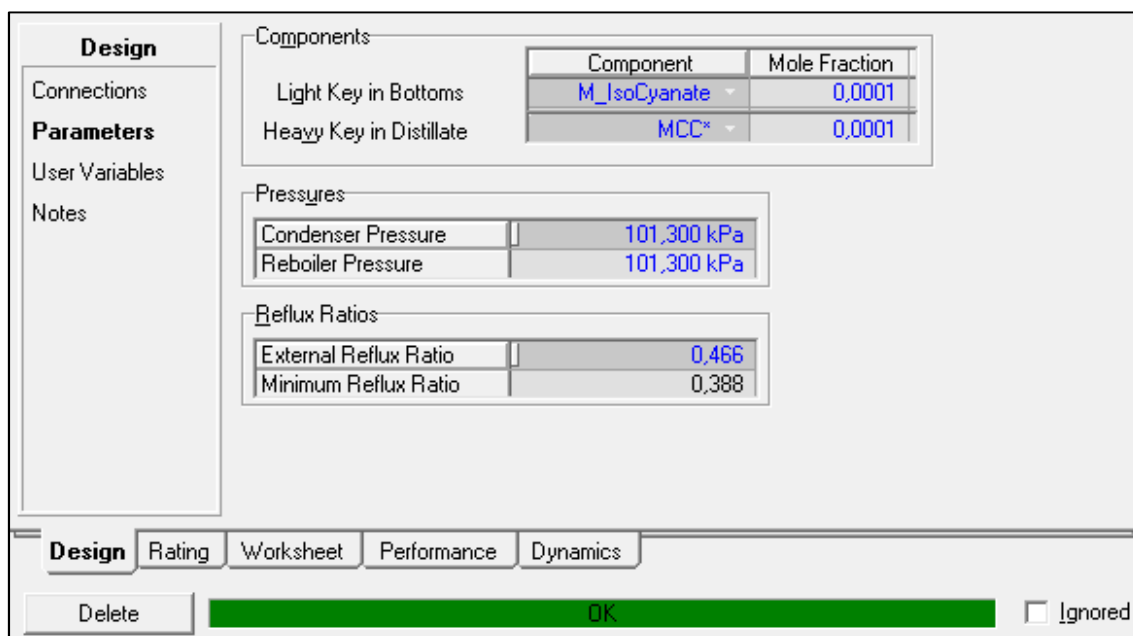 Design
Connections
Parameters
User Variables
Notes
Components
Component Mole Fraction
Light Key in Bottoms M_IsoCyanate 0,0001
Heavy Key in Distillate MCC* 0,0001
Pressures
Condenser Pressure 101,300 kPa
Reboiler Pressure 101,300 kPa
Reflux Ratios
External Reflux Ratio 0,466
Minimum Reflux Ratio 0,388
Design Rating Worksheet Performance Dynamics
Delete OK Ignored